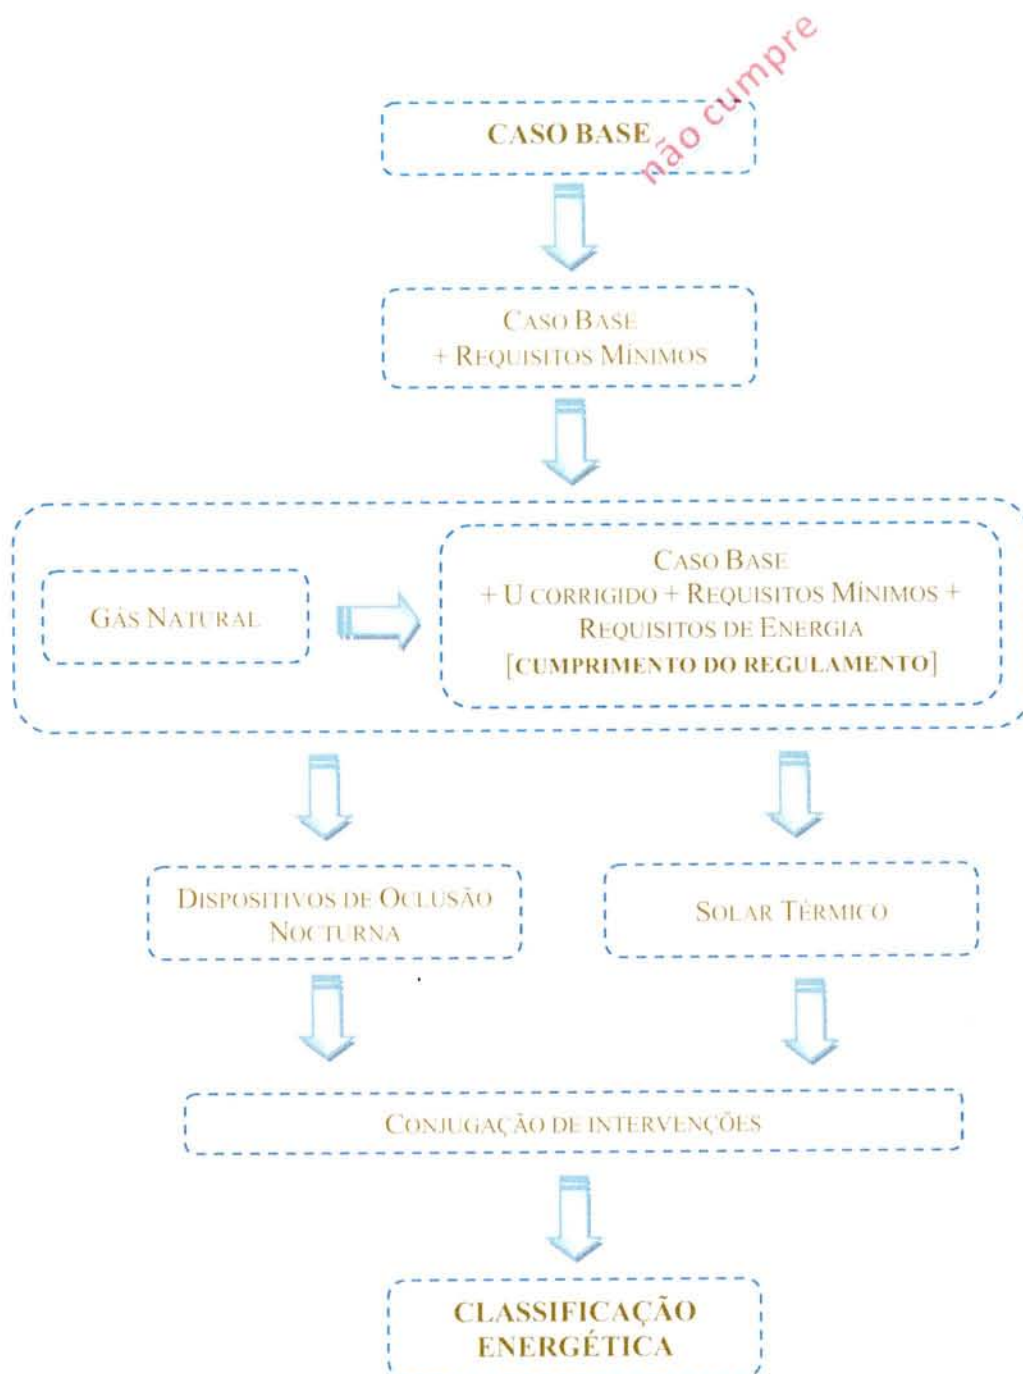 não cumpre
CASO BASE
CASO BASE
+ REQUISITOS MÍNIMOS
GÁS NATURAL
CASO BASE
+ U CORRIGIDO + REQUISITOS MÍNIMOS +
REQUISITOS DE ENERGIA
[CUMPRIMENTO DO REGULAMENTO]
DISPOSITIVOS DE OCLUSÃO
NOCTURNA
SOLAR TÉRMICO
CONJUGAÇÃO DE INTERVENÇÕES
CLASSIFICAÇÃO
ENERGÉTICA